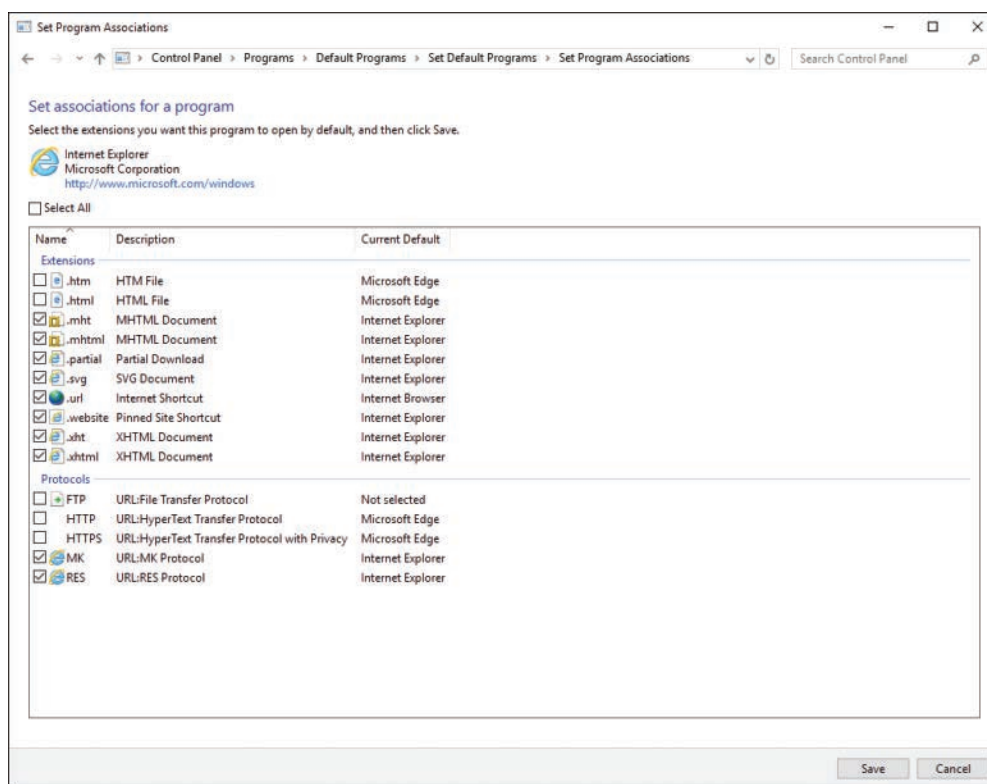 Set Program Associations
Control Panel > Programs > Default Programs > Set Default Programs > Set Program Associations
Search Control Panel
Set associations for a program
Select the extensions you want this program to open by default, and then click Save.
Internet Explorer
Microsoft Corporation
http://www.microsoft.com/windows
Select All
Name Description Current Default
Extensions
.htm HTM File Microsoft Edge
.html HTML File Microsoft Edge
.mht MHTML Document Internet Explorer
.mhtml MHTML Document Internet Explorer
.partial Partial Download Internet Explorer
.svg SVG Document Internet Explorer
.url Internet Shortcut Internet Browser
.website Pinned Site Shortcut Internet Explorer
.xht XHTML Document Internet Explorer
.xhtml XHTML Document Internet Explorer
Protocols
FTP URL:File Transfer Protocol Not selected
HTTP URL:HyperText Transfer Protocol Microsoft Edge
HTTPS URL:HyperText Transfer Protocol with Privacy Microsoft Edge
MK URL:MK Protocol Internet Explorer
RES URL:RES Protocol Internet Explorer
Save Cancel